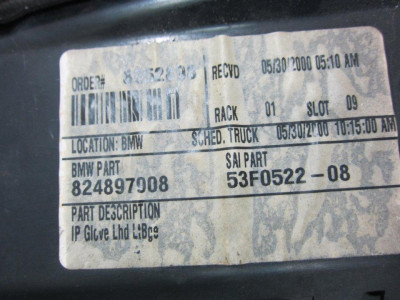 ORDER# RECVD 05/30/2000 05:10 AM
RACK 01 SLOT 09
LOCATION: BMW SCHED. TRUCK 05/30/2000 10:15:00 AM
BMW PART SAI PART
824897908 53F0522-08
PART DESCRIPTION
IP Glove Lhd LtBge